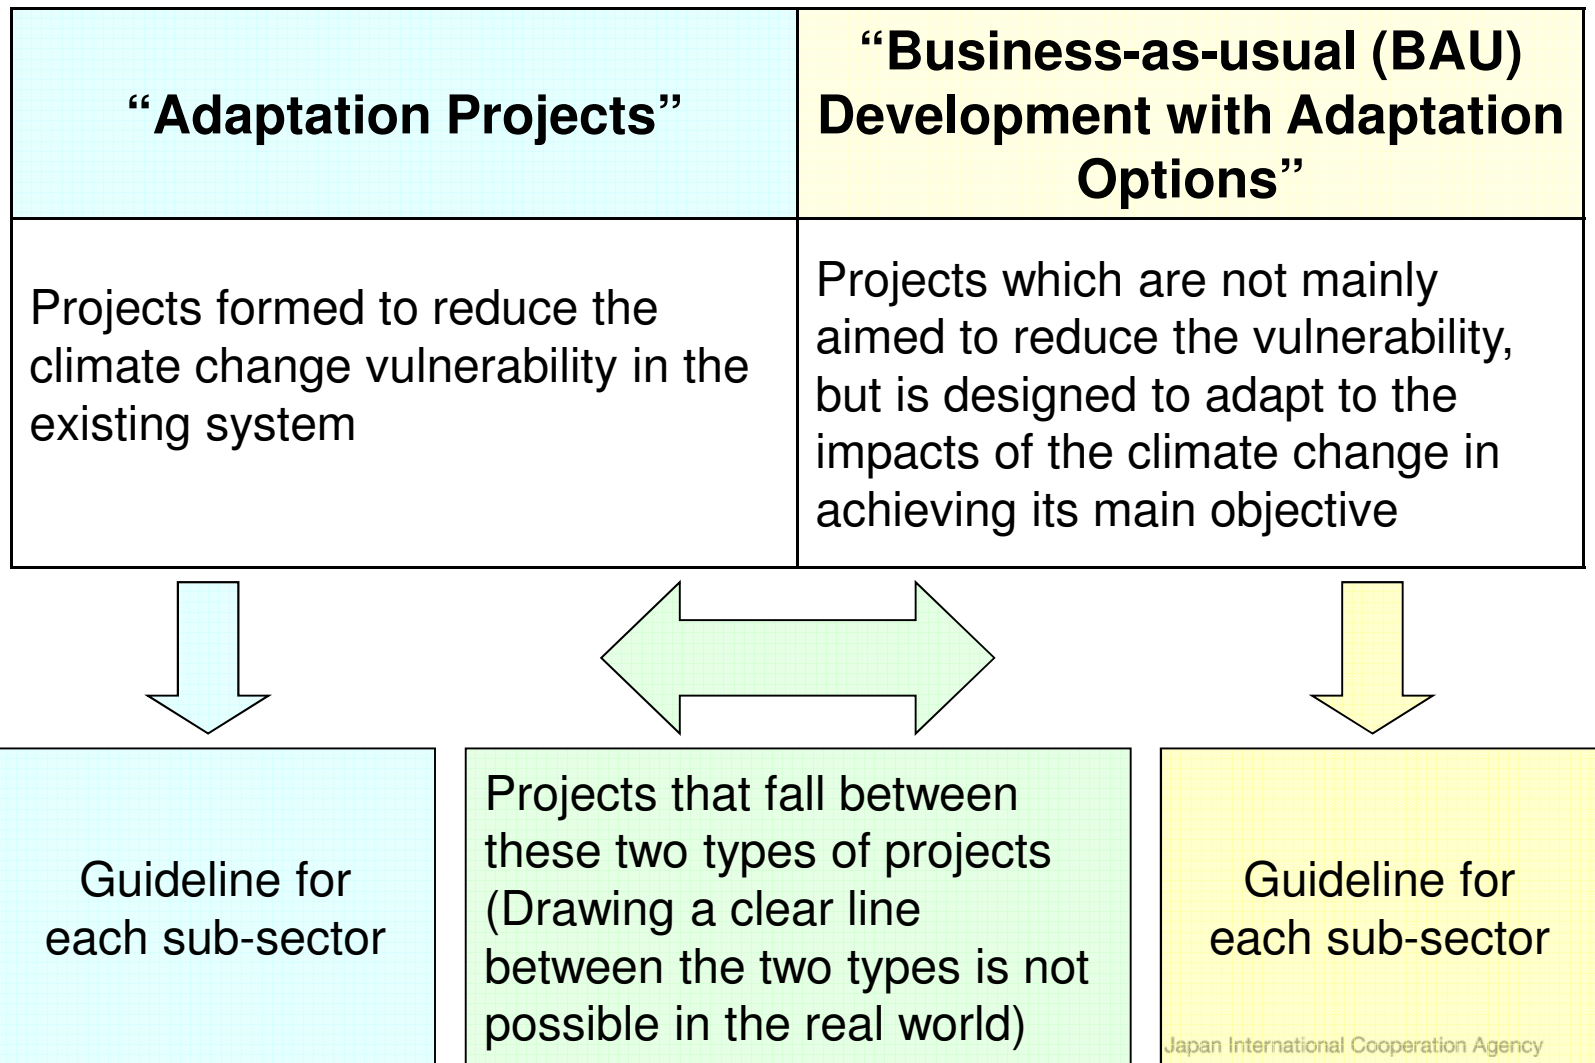 “Adaptation Projects”
“Business-as-usual (BAU)
Development with Adaptation
Options”
Projects formed to reduce the
climate change vulnerability in the
existing system
Projects which are not mainly
aimed to reduce the vulnerability,
but is designed to adapt to the
impacts of the climate change in
achieving its main objective
Guideline for
each sub-sector
Projects that fall between
these two types of projects
(Drawing a clear line
between the two types is not
possible in the real world)
Guideline for
each sub-sector
Japan International Cooperation Agency